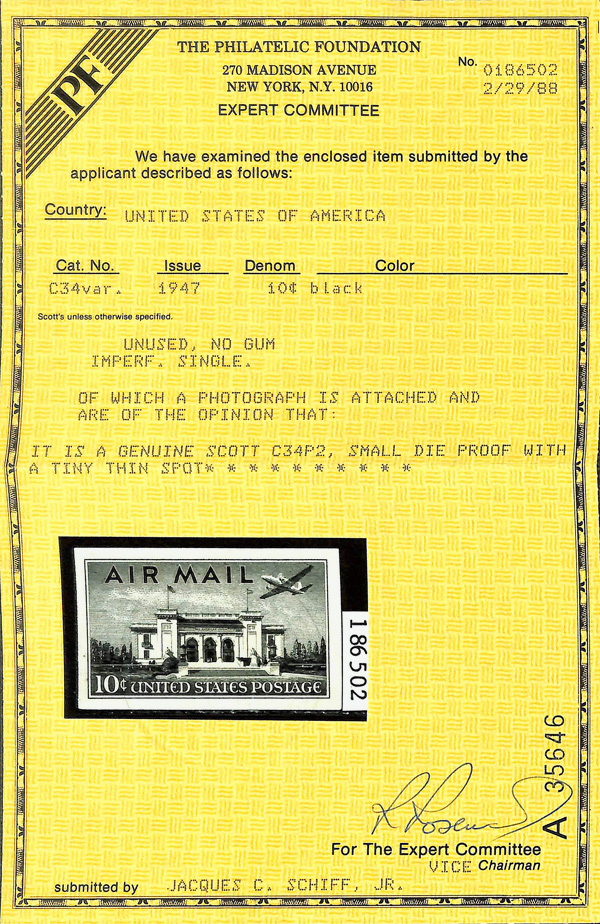 PF
THE PHILATELIC FOUNDATION
270 MADISON AVENUE
NEW YORK, N.Y. 10016
EXPERT COMMITTEE
No. 0186502
2/29/88
We have examined the enclosed item submitted by the
applicant described as follows:
Country: UNITED STATES OF AMERICA
Cat. No. Issue Denom Color
C34var. 1947 10¢ black
Scott's unless otherwise specified.
UNUSED, NO GUM
IMPERF. SINGLE.
OF WHICH A PHOTOGRAPH IS ATTACHED AND
ARE OF THE OPINION THAT:
IT IS A GENUINE SCOTT C34P2, SMALL DIE PROOF WITH
A TINY THIN SPOT* * * * * * * * * *
AIR MAIL
10¢ UNITED STATES POSTAGE
186502
A 35646
For The Expert Committee
VICE Chairman
submitted by JACQUES C. SCHIFF, JR.